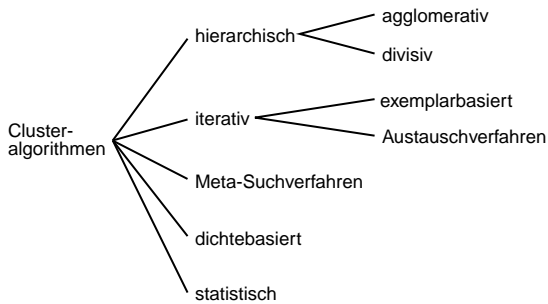 agglomerativ
hierarchisch
divisiv
exemplarbasiert
iterativ
Cluster-
algorithmen
Austauschverfahren
Meta-Suchverfahren
dichtebasiert
statistisch